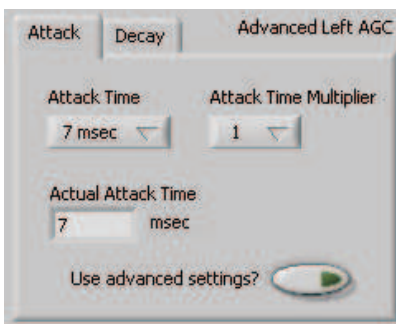 Attack Decay Advanced Left AGC
Attack Time Attack Time Multiplier
7 msec 1
Actual Attack Time
7 msec
Use advanced settings?